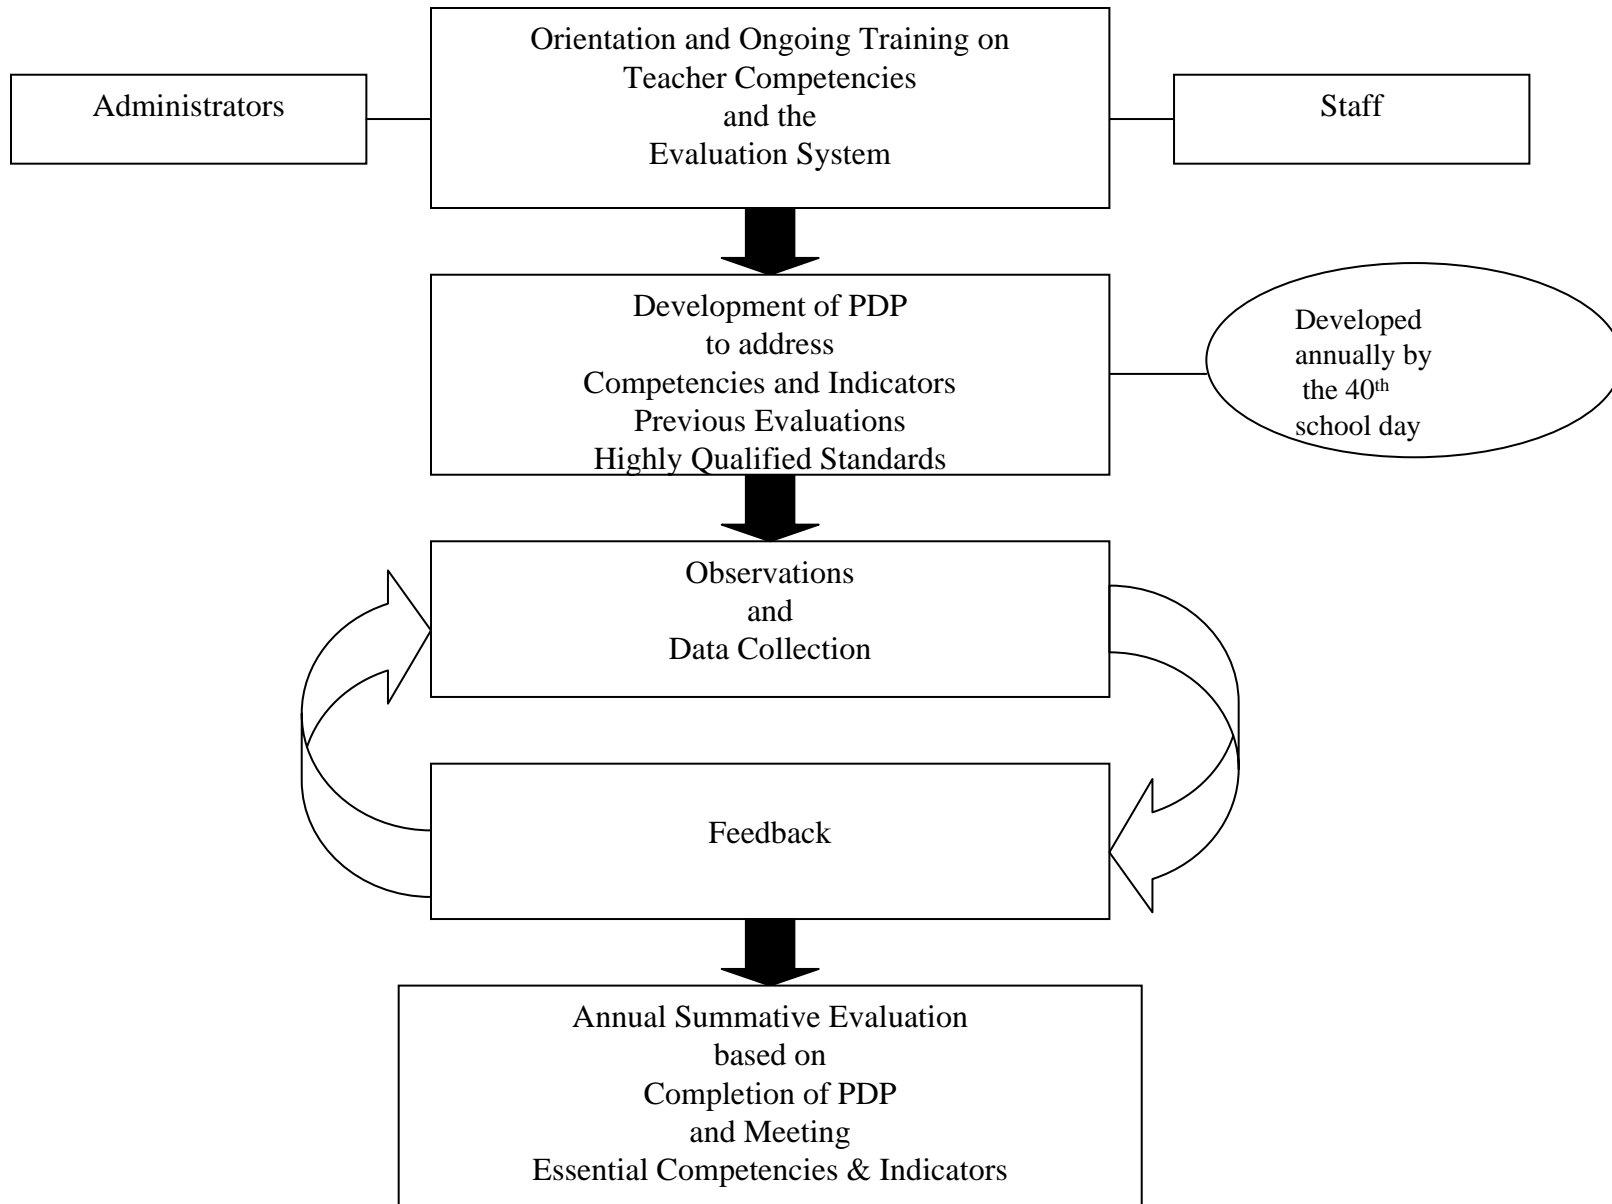 Orientation and Ongoing Training on
Teacher Competencies
and the
Evaluation System
Administrators
Staff
Development of PDP
to address
Competencies and Indicators
Previous Evaluations
Highly Qualified Standards
Developed
annually by
the 40th
school day
Observations
and
Data Collection
Feedback
Annual Summative Evaluation
based on
Completion of PDP
and Meeting
Essential Competencies & Indicators